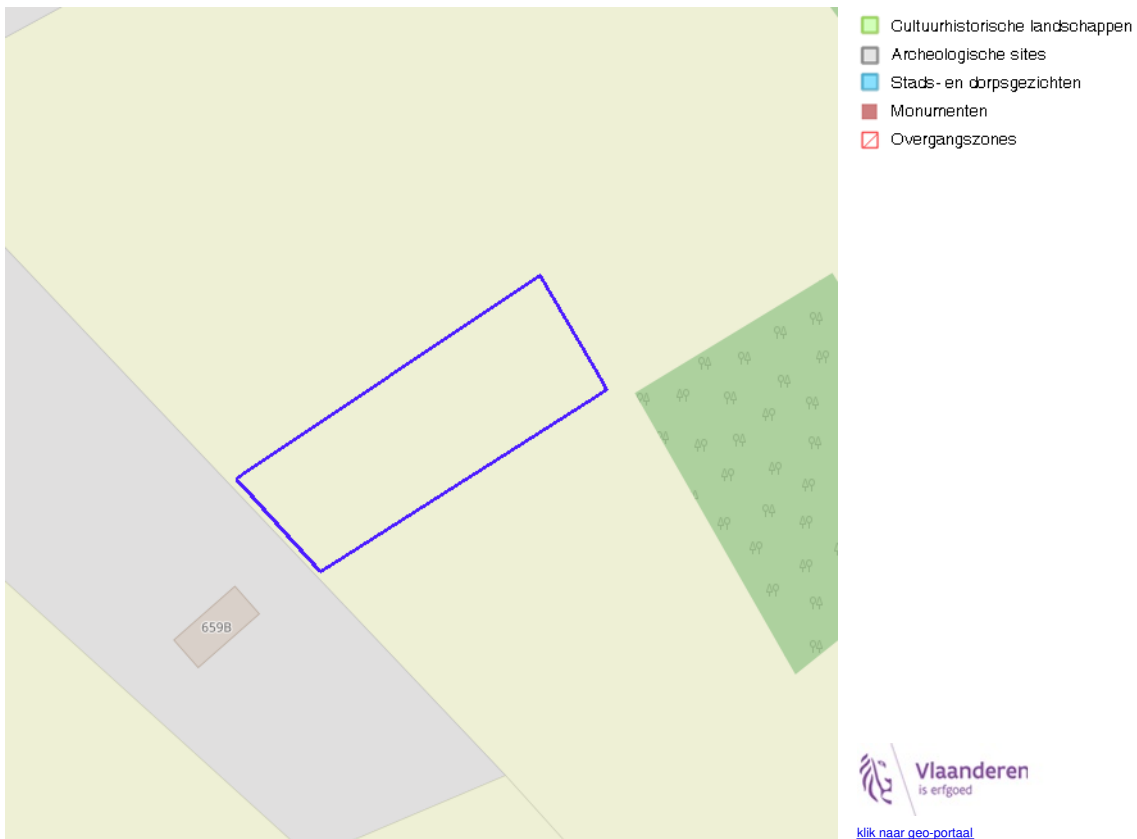 Cultuurhistorische landschappen
Archeologische sites
Stads- en dorpsgezichten
Monumenten
Overgangszones
659B
Vlaanderen
is erfgoed
klik naar geo-portaal